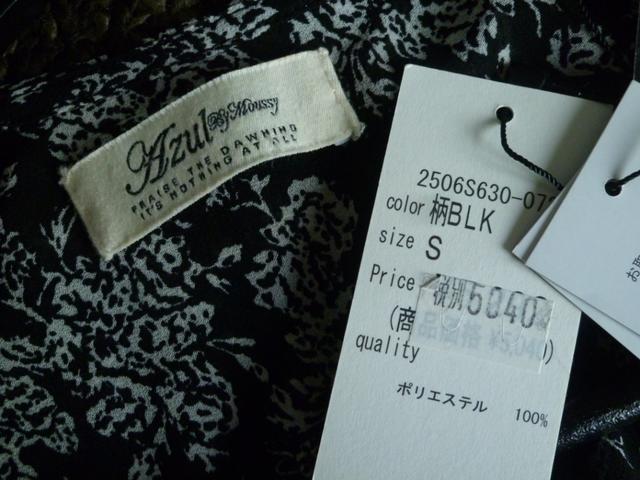 Azul By Moussy
PRAISE THE DAWNING
IT'S NOTHING AT ALL
2506S630-07
color 柄BLK
size S
Price 税別5040
(商品価格 ¥5,040)
quality
ポリエステル 100%